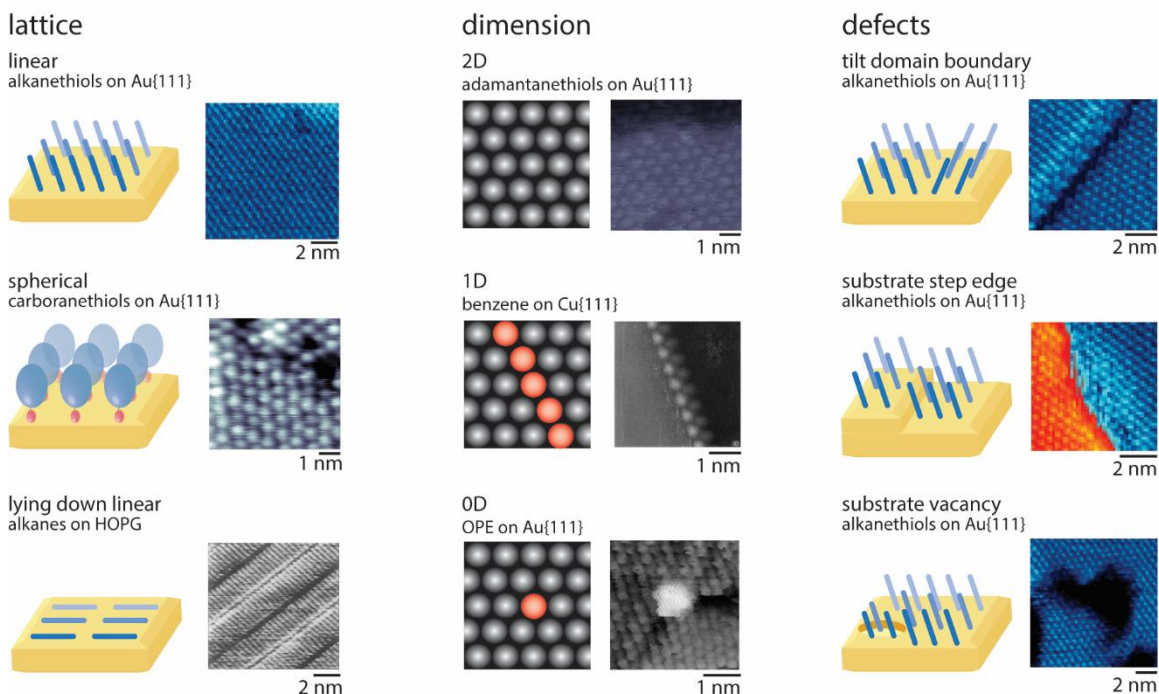 lattice
linear
alkanethiols on Au{111}
2 nm
spherical
carboranethiols on Au{111}
1 nm
lying down linear
alkanes on HOPG
2 nm
dimension
2D
adamantanethiols on Au{111}
1 nm
1D
benzene on Cu{111}
1 nm
0D
OPE on Au{111}
1 nm
defects
tilt domain boundary
alkanethiols on Au{111}
2 nm
substrate step edge
alkanethiols on Au{111}
2 nm
substrate vacancy
alkanethiols on Au{111}
2 nm